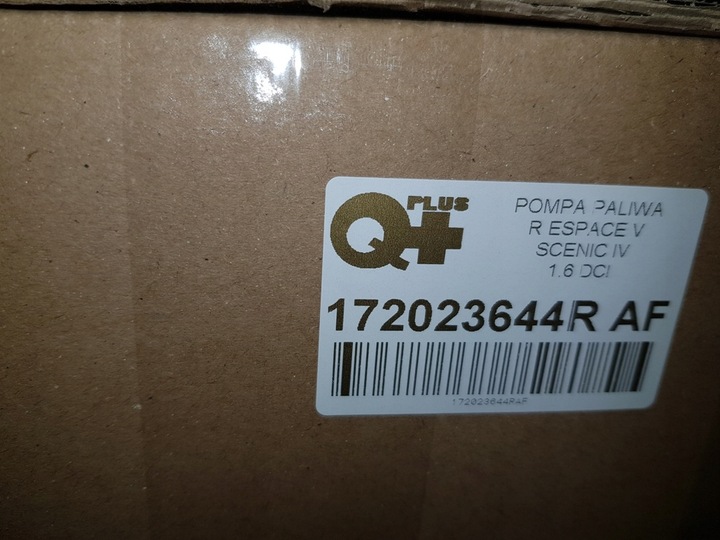 Q+ PLUS
POMPA PALIWA
R ESPACE V
SCENIC IV
1.6 DCI
172023644R AF
172023644RAF